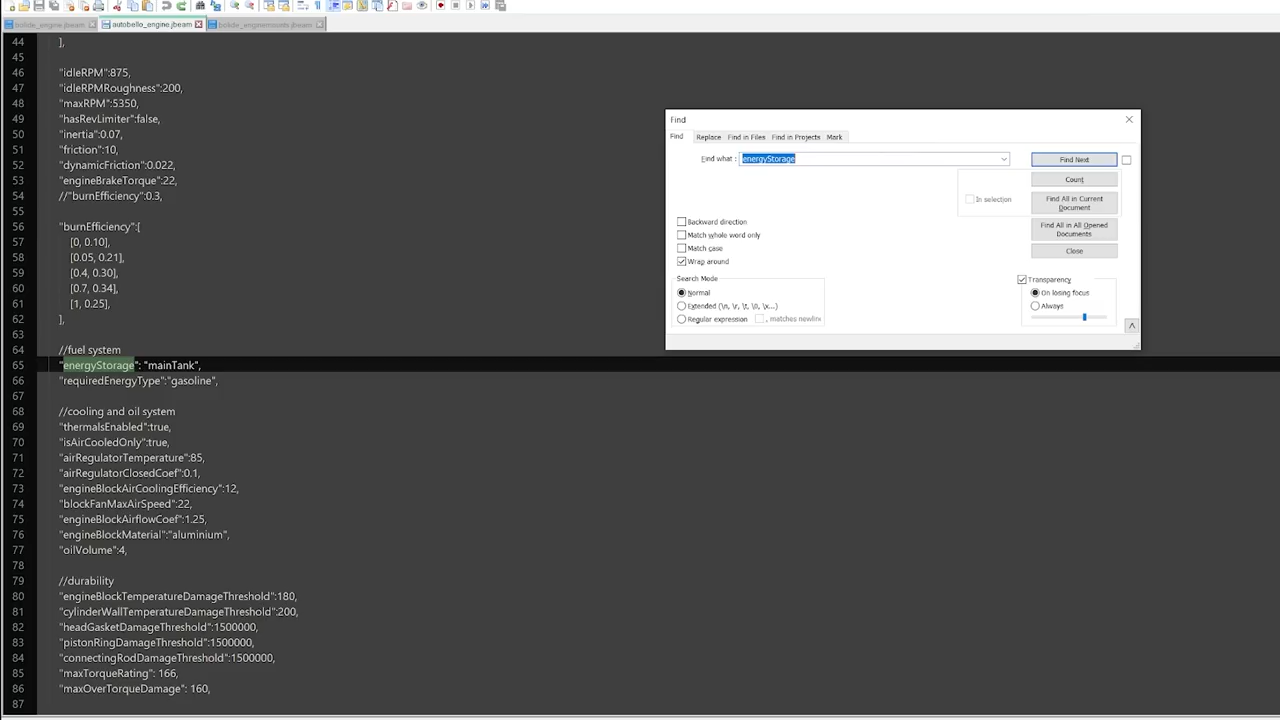 bolide_engine.jbeam
autobello_engine.jbeam
bolide_enginemounts.jbeam
44 ],
45
46 "idleRPM":875,
47 "idleRPMRoughness":200,
48 "maxRPM":5350,
49 "hasRevLimiter":false,
50 "inertia":0.07,
51 "friction":10,
52 "dynamicFriction":0.022,
53 "engineBrakeTorque":22,
54 //"burnEfficiency":0.3,
55
56 "burnEfficiency":[
57 [0, 0.10],
58 [0.05, 0.21],
59 [0.4, 0.30],
60 [0.7, 0.34],
61 [1, 0.25],
62 ],
63
64 //fuel system
65 "energyStorage": "mainTank",
66 "requiredEnergyType":"gasoline",
67
68 //cooling and oil system
69 "thermalsEnabled":true,
70 "isAirCooledOnly":true,
71 "airRegulatorTemperature":85,
72 "airRegulatorClosedCoef":0.1,
73 "engineBlockAirCoolingEfficiency":12,
74 "blockFanMaxAirSpeed":22,
75 "engineBlockAirflowCoef":1.25,
76 "engineBlockMaterial":"aluminium",
77 "oilVolume":4,
78
79 //durability
80 "engineBlockTemperatureDamageThreshold":180,
81 "cylinderWallTemperatureDamageThreshold":200,
82 "headGasketDamageThreshold":1500000,
83 "pistonRingDamageThreshold":1500000,
84 "connectingRodDamageThreshold":1500000,
85 "maxTorqueRating": 166,
86 "maxOverTorqueDamage": 160,
87
Find
Find Replace Find in Files Find in Projects Mark
Find what : energyStorage
Find Next
Count
In selection
Find All in Current
Document
Find All in All Opened
Documents
Close
Backward direction
Match whole word only
Match case
Wrap around
Search Mode
Normal
Extended (\n, \r, \t, \0, \x...)
Regular expression
. matches newline
Transparency
On losing focus
Always